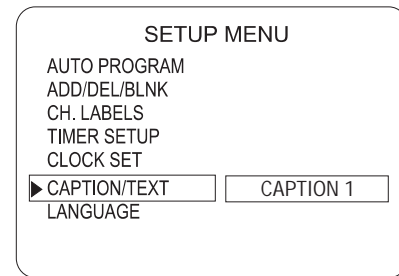 SETUP MENU
AUTO PROGRAM
ADD/DEL/BLNK
CH. LABELS
TIMER SETUP
CLOCK SET
CAPTION/TEXT CAPTION 1
LANGUAGE